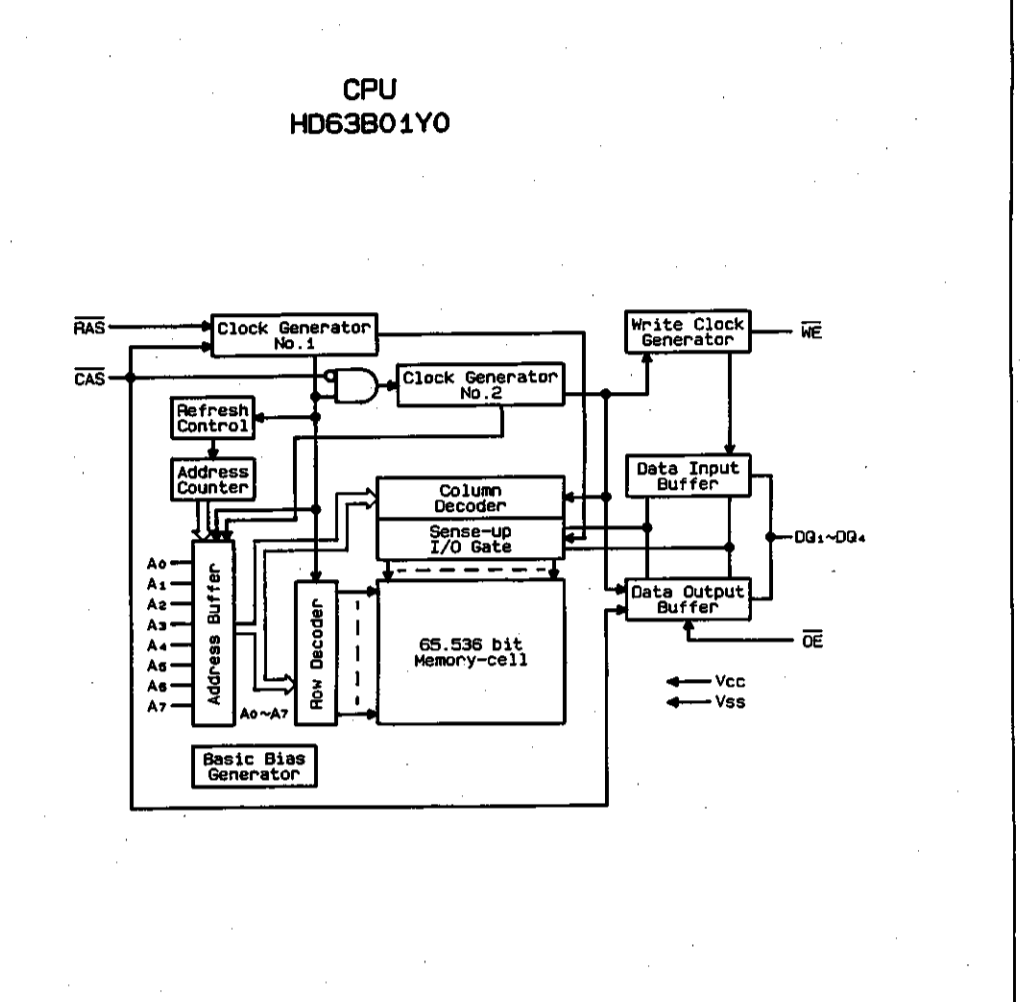 CPU
HD63B01Y0
RAS
CAS
Clock Generator
No.1
Clock Generator
No.2
Write Clock
Generator
WE
Refresh
Control
Address
Counter
Column
Decoder
Sense-up
I/O Gate
Data Input
Buffer
DQ₁~DQ₄
Data Output
Buffer
OE
A₀
A₁
A₂
A₃
A₄
A₅
A₆
A₇
Address Buffer
A₀~A₇
Row Decoder
65.536 bit
Memory-cell
Vcc
Vss
Basic Bias
Generator